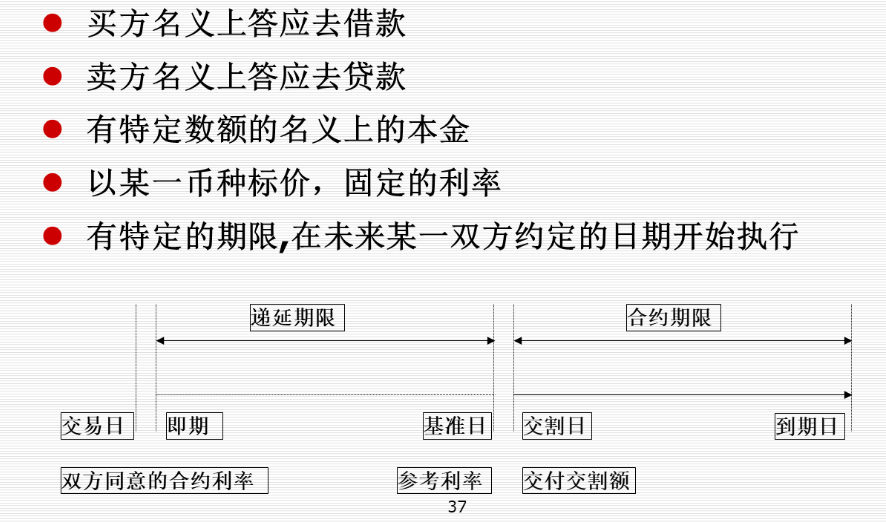 买方名义上答应去借款
卖方名义上答应去贷款
有特定数额的名义上的本金
以某一币种标价，固定的利率
有特定的期限,在未来某一双方约定的日期开始执行
递延期限 合约期限
交易日 即期 基准日 交割日 到期日
双方同意的合约利率 参考利率 交付交割额
37